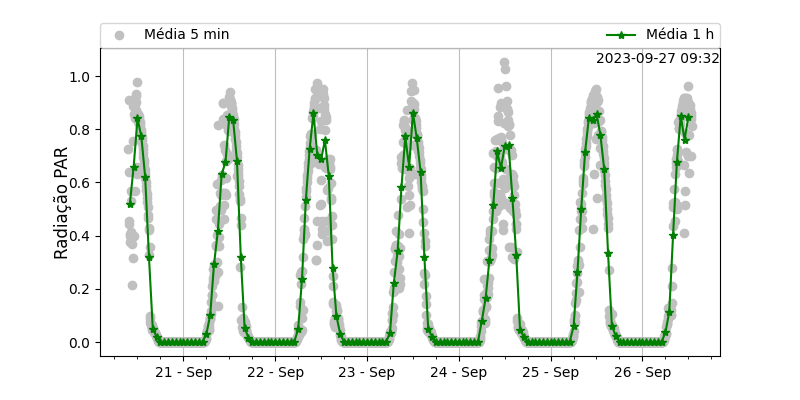 Média 5 min
Média 1 h
2023-09-27 09:32
Radiação PAR
1.0
0.8
0.6
0.4
0.2
0.0
21 - Sep
22 - Sep
23 - Sep
24 - Sep
25 - Sep
26 - Sep